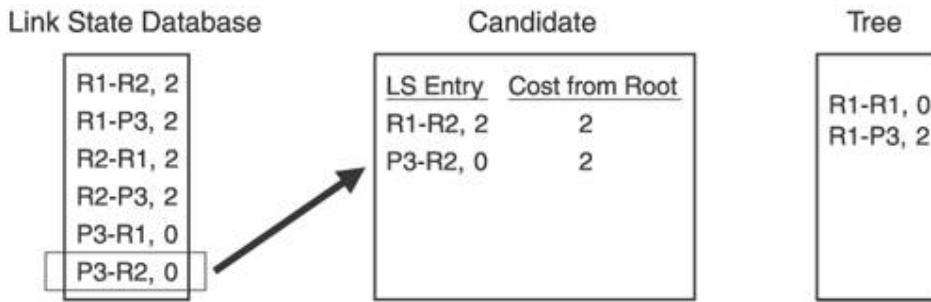 Link State Database
R1-R2, 2
R1-P3, 2
R2-R1, 2
R2-P3, 2
P3-R1, 0
P3-R2, 0
Candidate
LS Entry Cost from Root
R1-R2, 2 2
P3-R2, 0 2
Tree
R1-R1, 0
R1-P3, 2